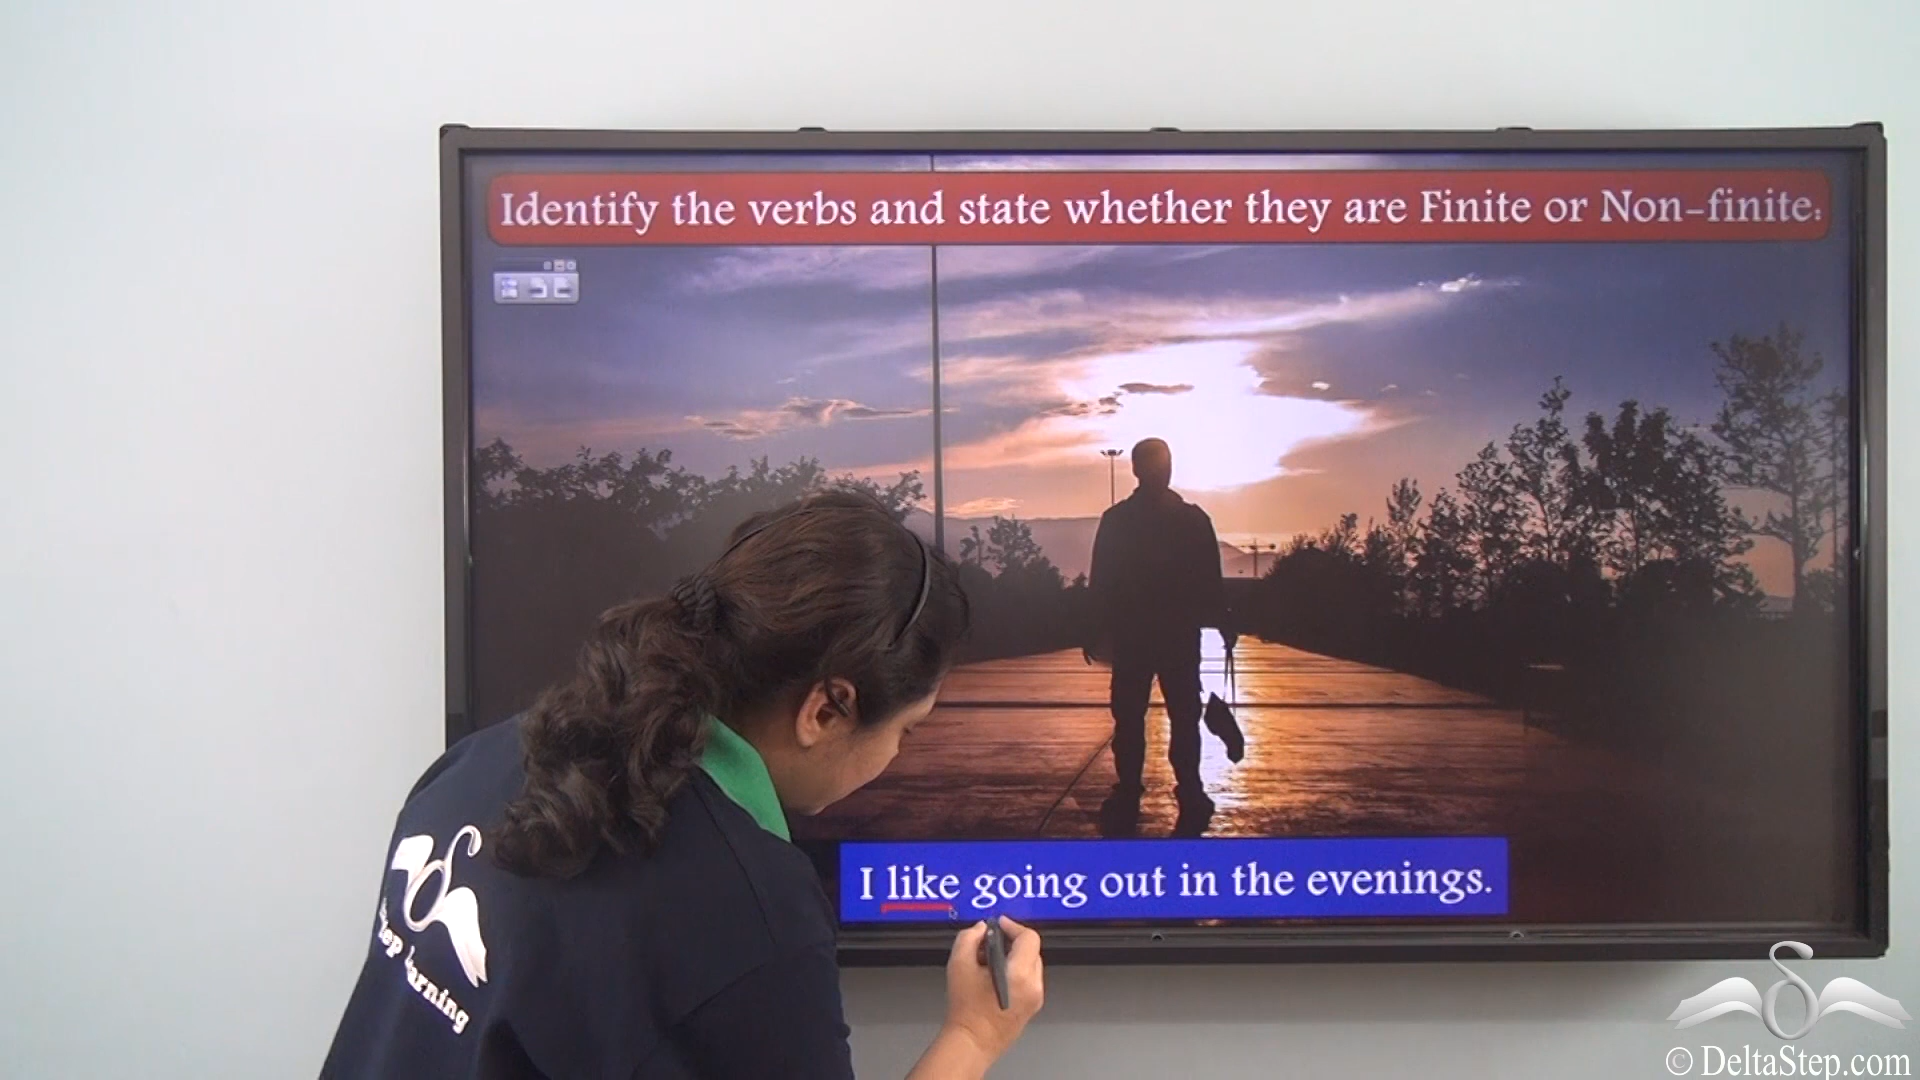 Identify the verbs and state whether they are Finite or Non-finite:
I like going out in the evenings.
© DeltaStep.com